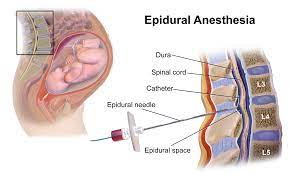 Epidural Anesthesia
Dura
Spinal cord
Catheter
Epidural needle
Epidural space
L3
L4
L5